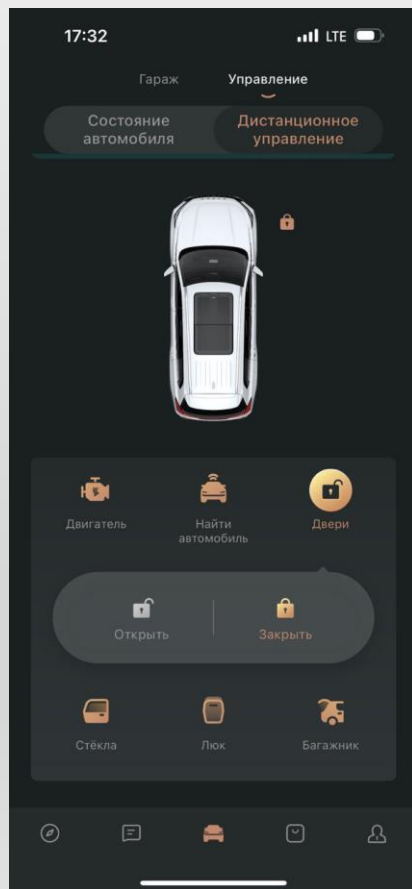 17:32
LTE
Гараж
Управление
Состояние
автомобиля
Дистанционное
управление
Двигатель
Найти
автомобиль
Двери
Открыть
Закрыть
Стёкла
Люк
Багажник